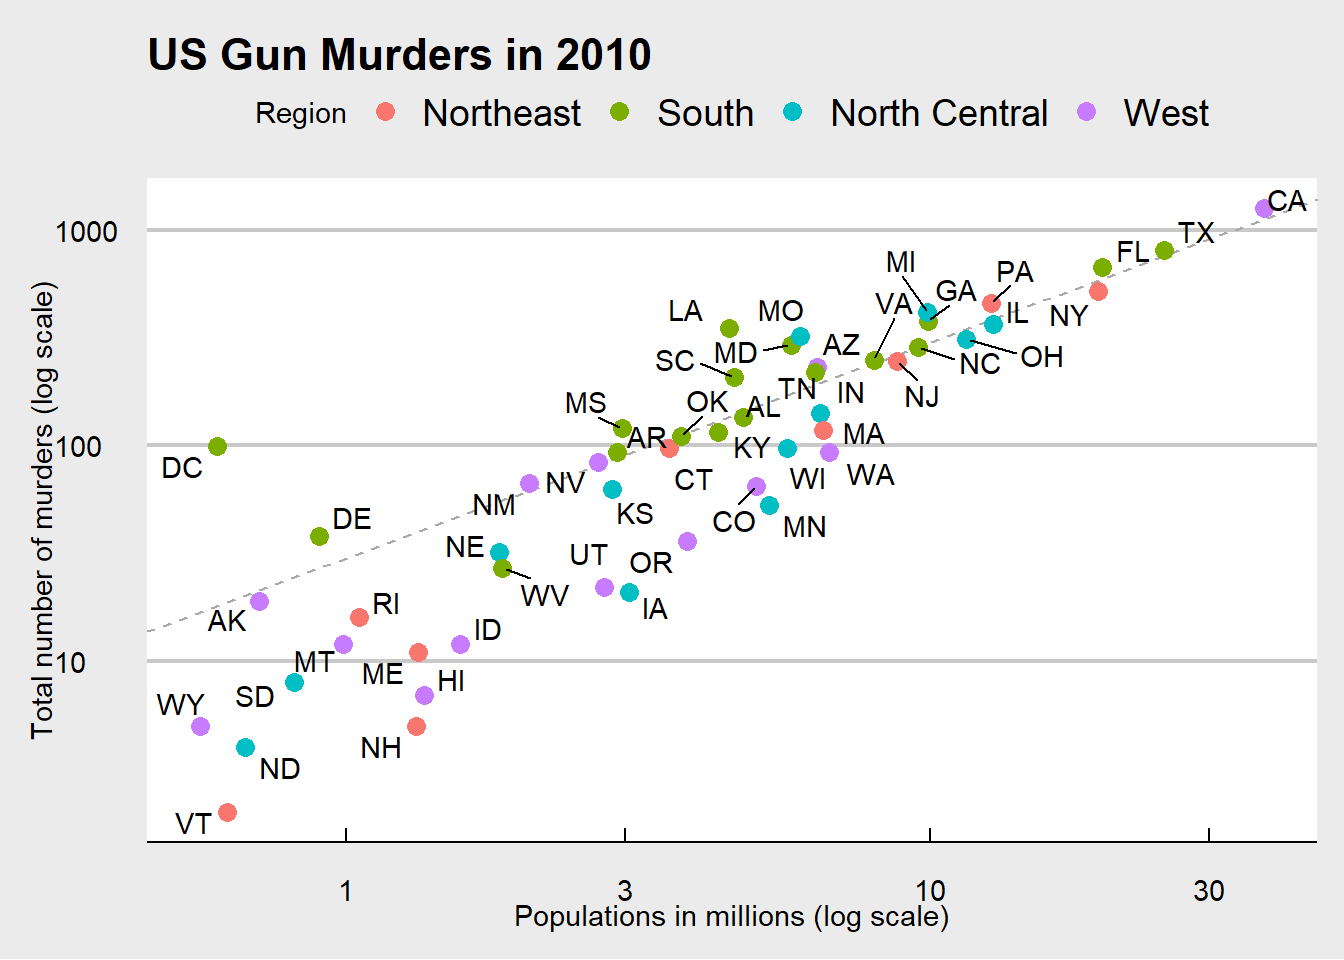 US Gun Murders in 2010
Region Northeast South North Central West
Total number of murders (log scale)
1000
100
10
CA
TX
FL
MI
PA
GA
VA
LA
MO
IL
NY
AZ
MD
SC
OH
NC
TN
IN
NJ
MS
OK
AL
AR
MA
KY
DC
WA
CT
WI
NV
NM
KS
CO
DE
MN
NE
UT
OR
WV
RI
IA
AK
ID
MT
ME
HI
SD
WY
NH
ND
VT
1 3 10 30
Populations in millions (log scale)